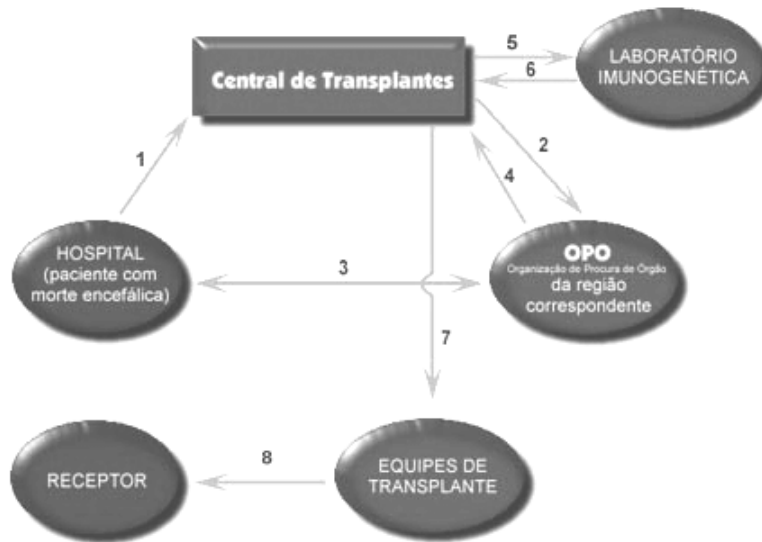 5
LABORATÓRIO
IMUNOGENÉTICA
6
Central de Transplantes
1
2
4
HOSPITAL
(paciente com
morte encefálica)
3
OPO
Organização de Procura de Órgão
da região
correspondente
7
8
RECEPTOR
EQUIPES DE
TRANSPLANTE